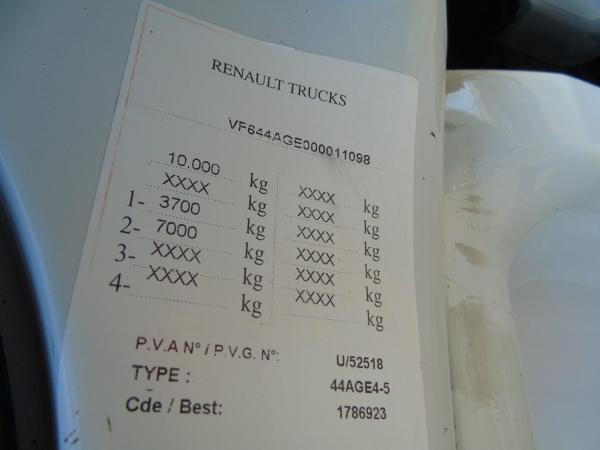 RENAULT TRUCKS
VF644AGE000011098
10.000 kg XXXX kg
XXXX kg XXXX kg
1- 3700 kg XXXX kg
2- 7000 kg XXXX kg
3- XXXX kg XXXX kg
4- XXXX kg XXXX kg
P.V.A Nº / P.V.G. Nº: U/52518
TYPE : 44AGE4-5
Cde / Best: 1786923